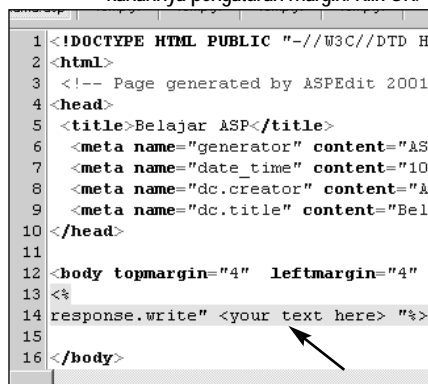 1 <!DOCTYPE HTML PUBLIC "-//W3C//DTD H
2 <html>
3 <!-- Page generated by ASPEdit 2001
4 <head>
5 <title>Belajar ASP</title>
6 <meta name="generator" content="AS
7 <meta name="date_time" content="10
8 <meta name="dc.creator" content="A
9 <meta name="dc.title" content="Bel
10 </head>
11
12 <body topmargin="4" leftmargin="4"
13 <%
14 response.write" <your text here> "%>
15
16 </body>